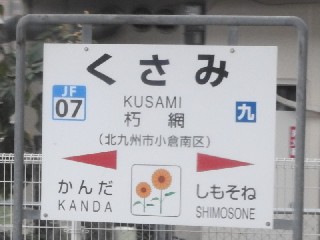 くさみ
JF
07
KUSAMI
九
朽網
(北九州市小倉南区)
かんだ
しもそね
KANDA
SHIMOSONE